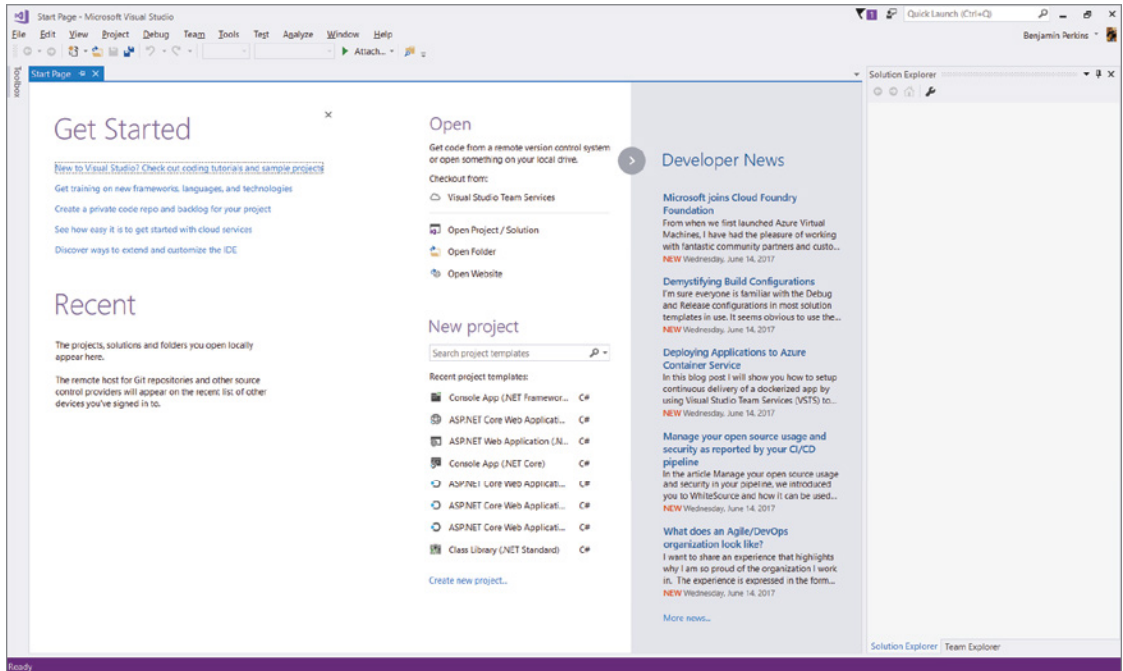 Start Page - Microsoft Visual Studio
1
Quick Launch (Ctrl+Q)
File Edit View Project Debug Team Tools Test Analyze Window Help
Benjamin Perkins
Attach...
Toolbox
Start Page
Solution Explorer
Get Started
New to Visual Studio? Check out coding tutorials and sample projects
Get training on new frameworks, languages, and technologies
Create a private code repo and backlog for your project
See how easy it is to get started with cloud services
Discover ways to extend and customize the IDE
Recent
The projects, solutions and folders you open locally
appear here.
The remote host for Git repositories and other source
control providers will appear on the recent list of other
devices you've signed in to.
Open
Get code from a remote version control system
or open something on your local drive.
Checkout from:
Visual Studio Team Services
Open Project / Solution
Open Folder
Open Website
New project
Search project templates
Recent project templates:
Console App (.NET Framewor... C#
ASP.NET Core Web Applicati... C#
ASP.NET Web Application (.N... C#
Console App (.NET Core) C#
ASP.NET Core Web Applicati... C#
ASP.NET Core Web Applicati... C#
ASP.NET Core Web Applicati... C#
Class Library (.NET Standard) C#
Create new project...
Developer News
Microsoft joins Cloud Foundry
Foundation
From when we first launched Azure Virtual
Machines, I have had the pleasure of working
with fantastic community partners and custo...
NEW Wednesday, June 14, 2017
Demystifying Build Configurations
I'm sure everyone is familiar with the Debug
and Release configurations in most solution
templates in use. It seems obvious to use the...
NEW Wednesday, June 14, 2017
Deploying Applications to Azure
Container Service
In this blog post I will show you how to setup
continuous delivery of a dockerized app by
using Visual Studio Team Services (VSTS) to...
NEW Wednesday, June 14, 2017
Manage your open source usage and
security as reported by your CI/CD
pipeline
In the article Manage your open source usage
and security in your pipeline, we introduced
you to WhiteSource and how it can be used...
NEW Wednesday, June 14, 2017
What does an Agile/DevOps
organization look like?
I want to share an experience that highlights
why I am so proud of the organization I work
in. The experience is expressed in the form...
NEW Wednesday, June 14, 2017
More news...
Solution Explorer Team Explorer
Ready